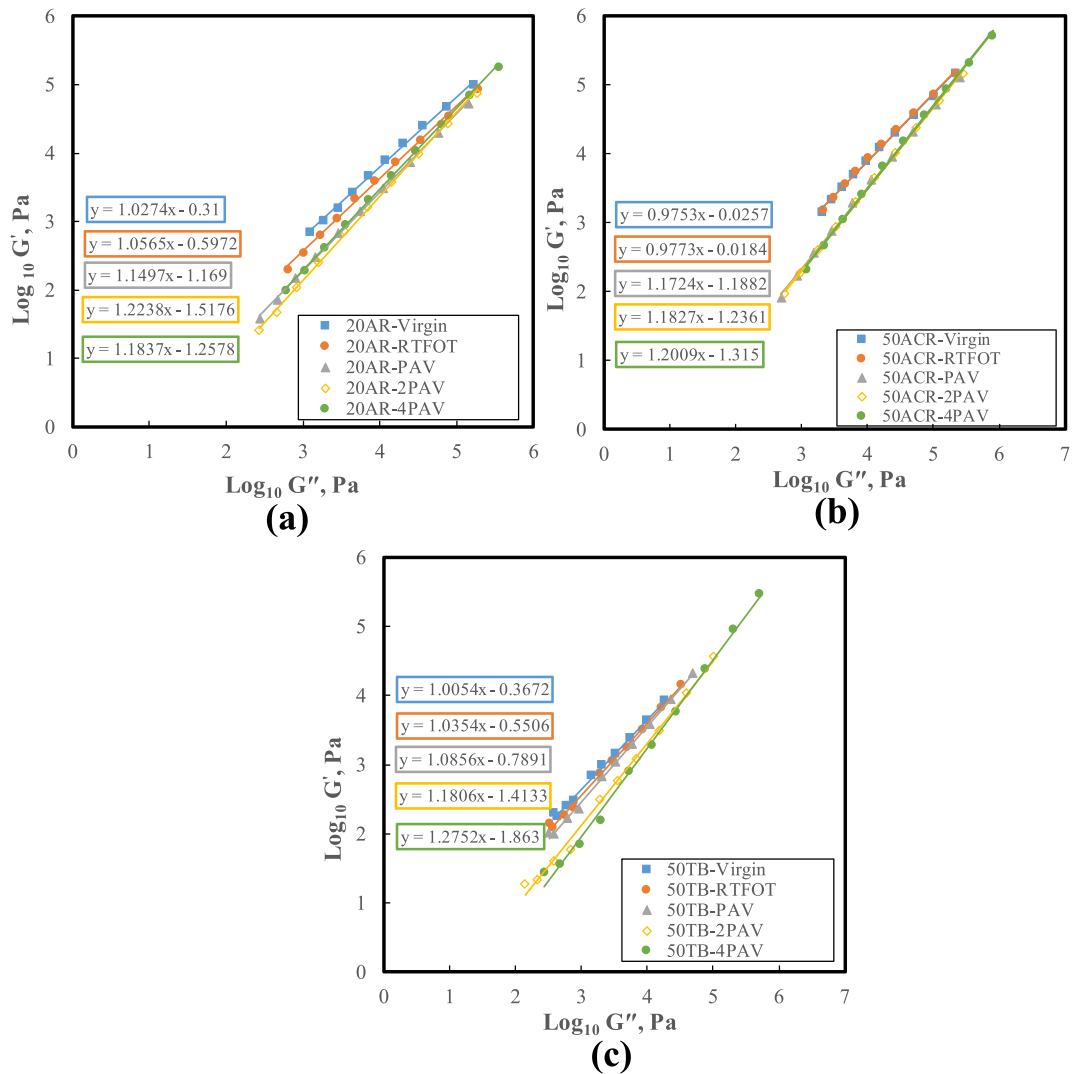 6
5
4
3
2
1
0
Log10 G', Pa
y = 1.0274x - 0.31
y = 1.0565x - 0.5972
y = 1.1497x - 1.169
y = 1.2238x - 1.5176
y = 1.1837x - 1.2578
20AR-Virgin
20AR-RTFOT
20AR-PAV
20AR-2PAV
20AR-4PAV
0 1 2 3 4 5 6
Log10 G″, Pa
(a)
6
5
4
3
2
1
0
Log10 G', Pa
y = 0.9753x - 0.0257
y = 0.9773x - 0.0184
y = 1.1724x - 1.1882
y = 1.1827x - 1.2361
y = 1.2009x - 1.315
50ACR-Virgin
50ACR-RTFOT
50ACR-PAV
50ACR-2PAV
50ACR-4PAV
0 1 2 3 4 5 6 7
Log10 G″, Pa
(b)
6
5
4
3
2
1
0
Log10 G', Pa
y = 1.0054x - 0.3672
y = 1.0354x - 0.5506
y = 1.0856x - 0.7891
y = 1.1806x - 1.4133
y = 1.2752x - 1.863
50TB-Virgin
50TB-RTFOT
50TB-PAV
50TB-2PAV
50TB-4PAV
0 1 2 3 4 5 6 7
Log10 G″, Pa
(c)